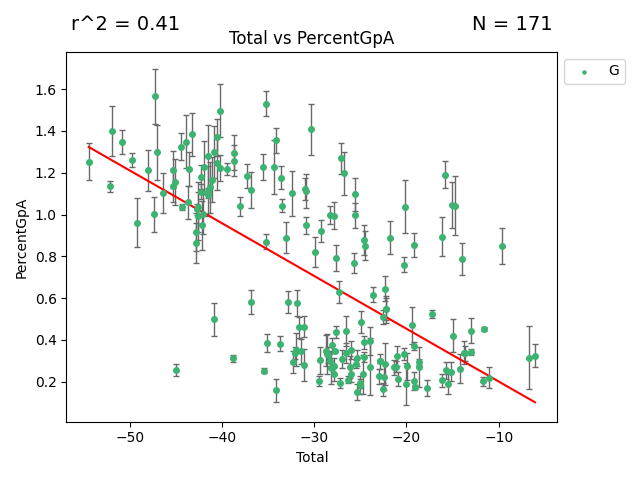 r^2 = 0.41
N = 171
Total vs PercentGpA
G
PercentGpA
1.6
1.4
1.2
1.0
0.8
0.6
0.4
0.2
−50
−40
−30
−20
−10
Total